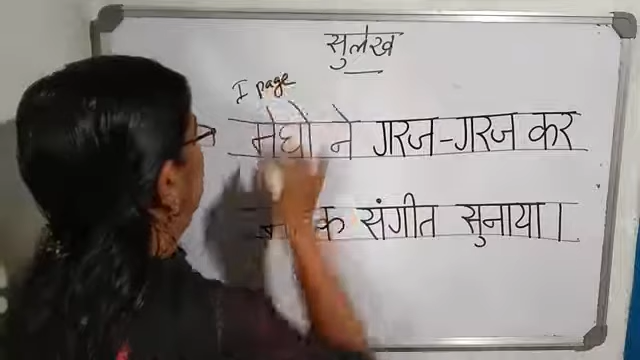 सुलेख
I page
मेघो ने गरज-गरज कर
संगीत सुनाया।